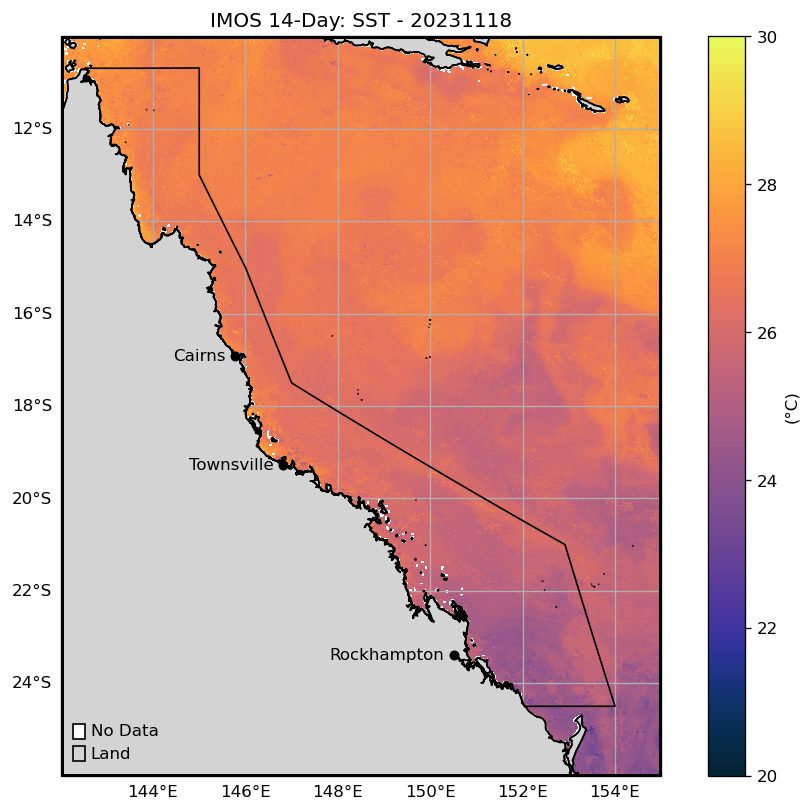 IMOS 14-Day: SST - 20231118
30
12°S
28
14°S
16°S
26
Cairns
18°S
(°C)
Townsville
24
20°S
22°S
22
Rockhampton
24°S
No Data
Land
20
144°E 146°E 148°E 150°E 152°E 154°E